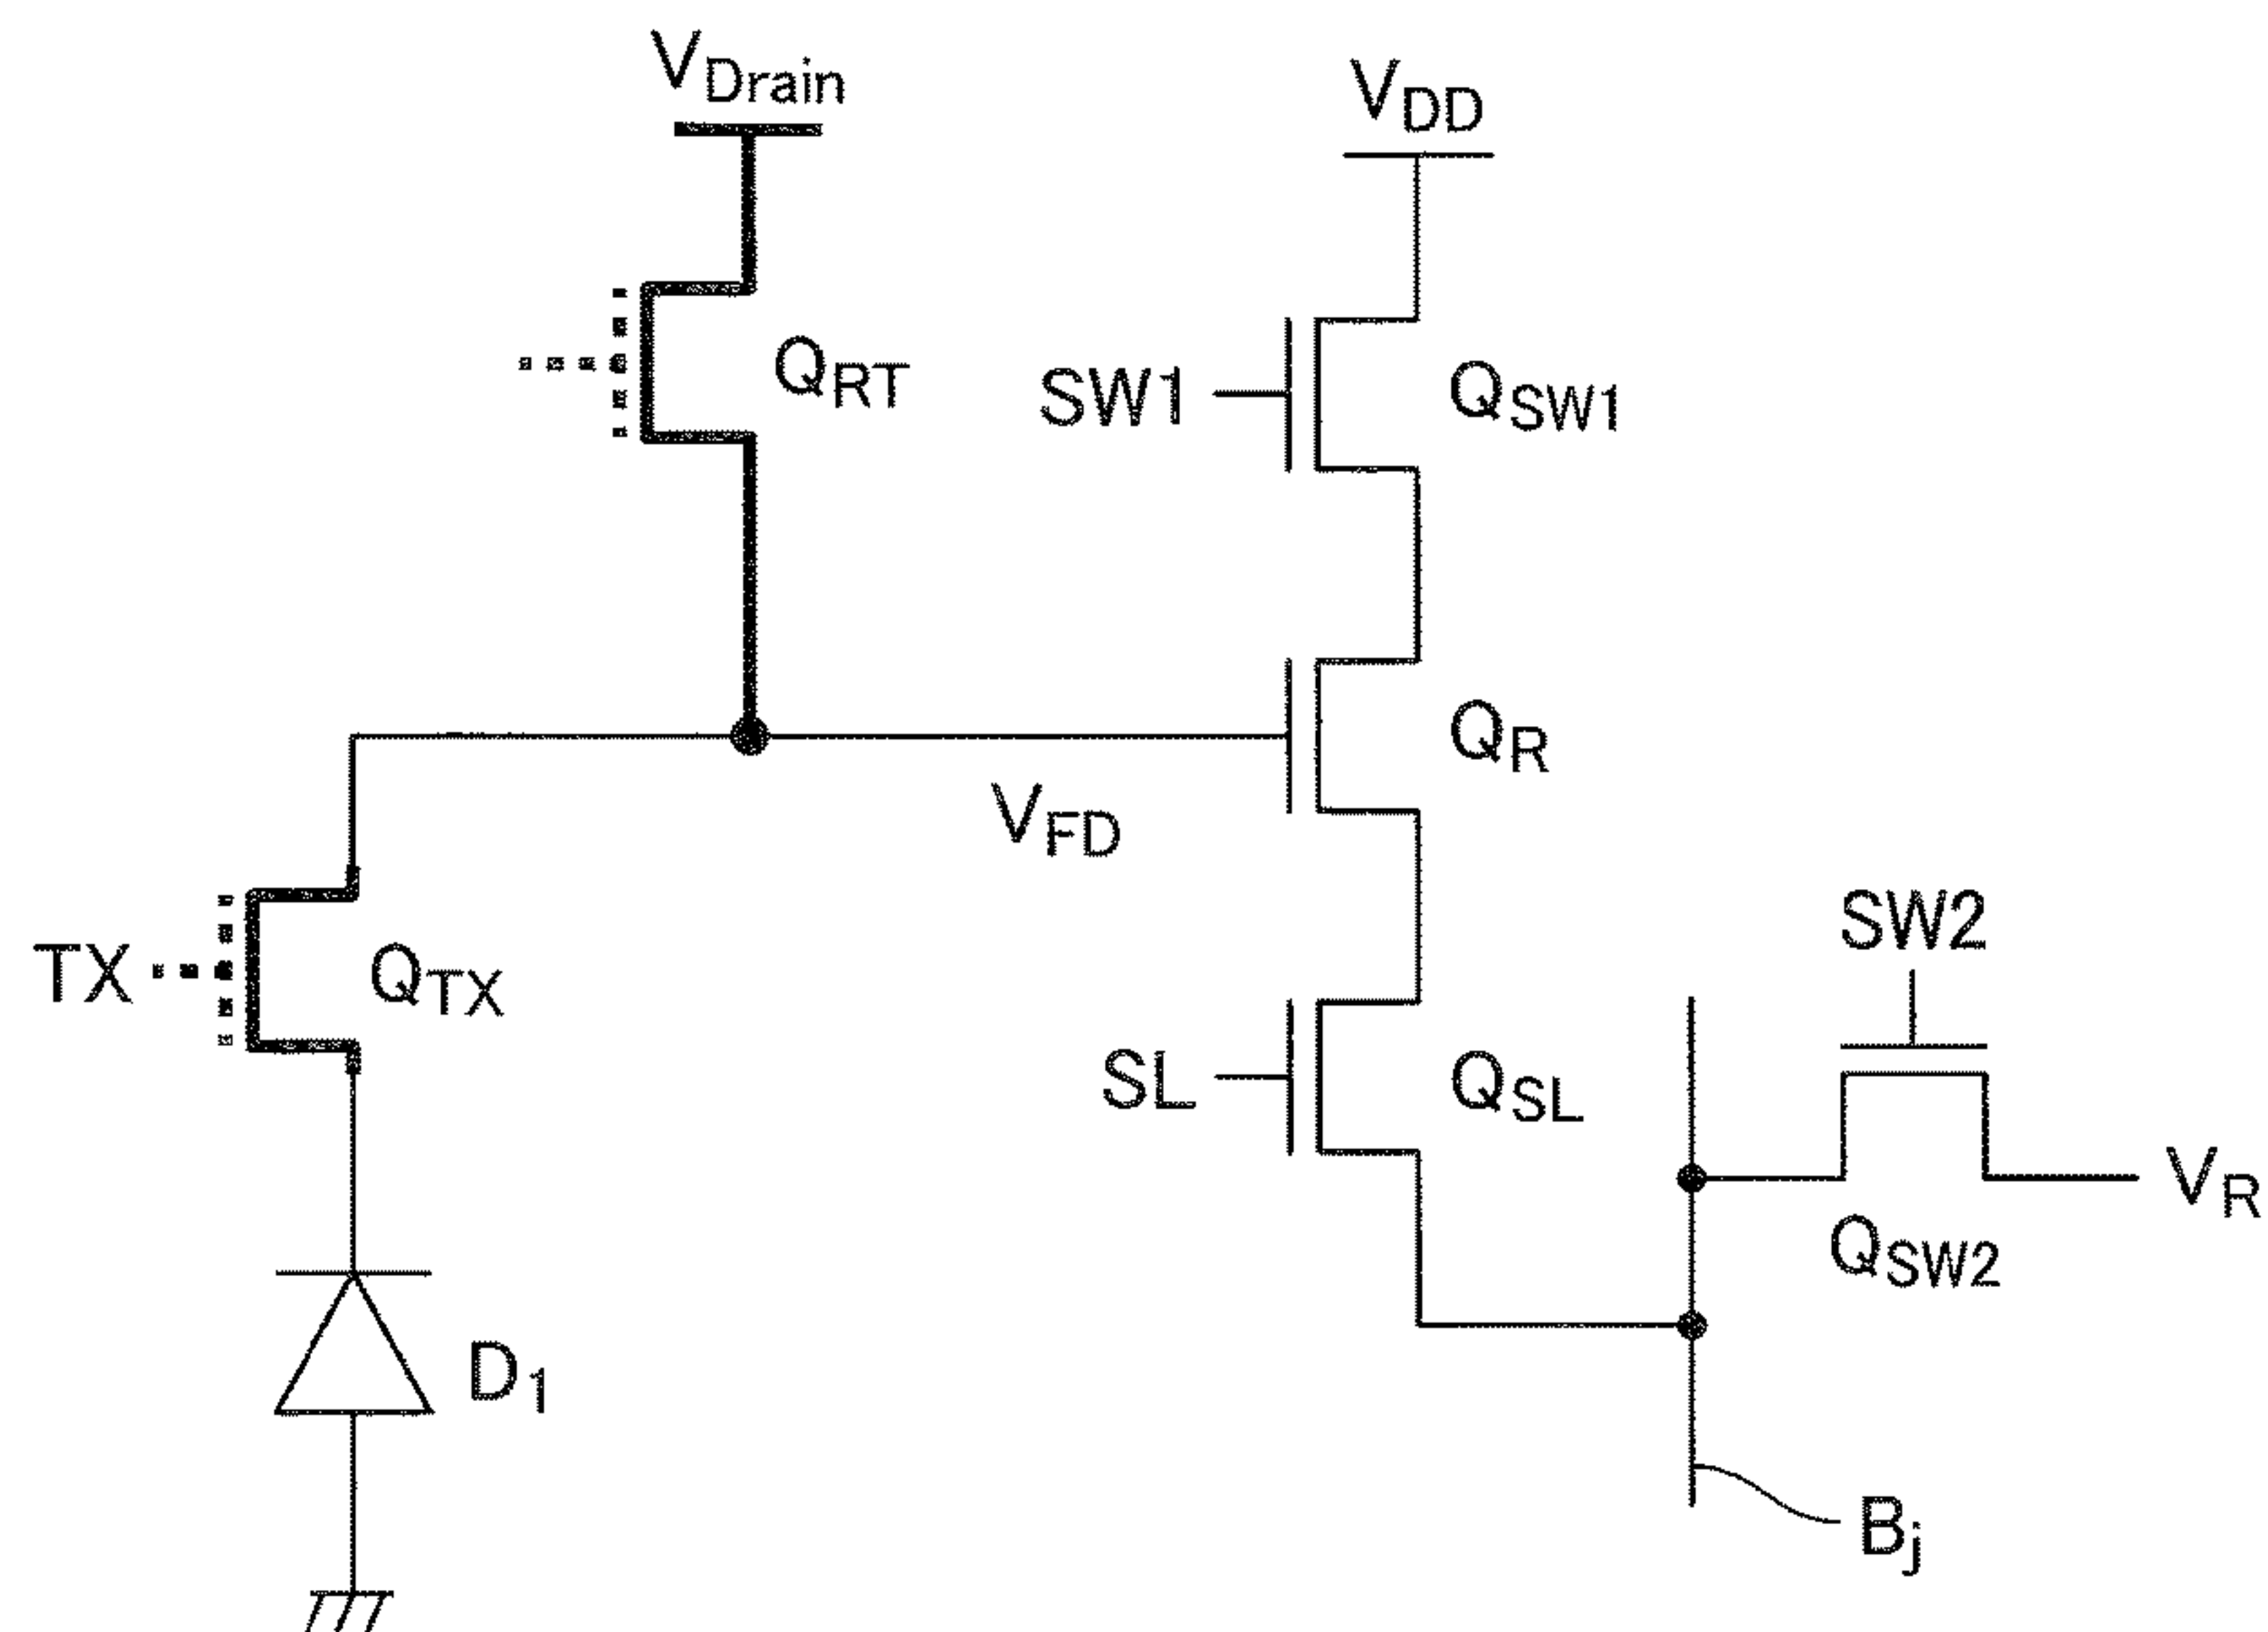 VDrain
VDD
QRT
SW1
QSW1
QR
VFD
SW2
TX
QTX
SL
QSL
VR
QSW2
D1
Bj